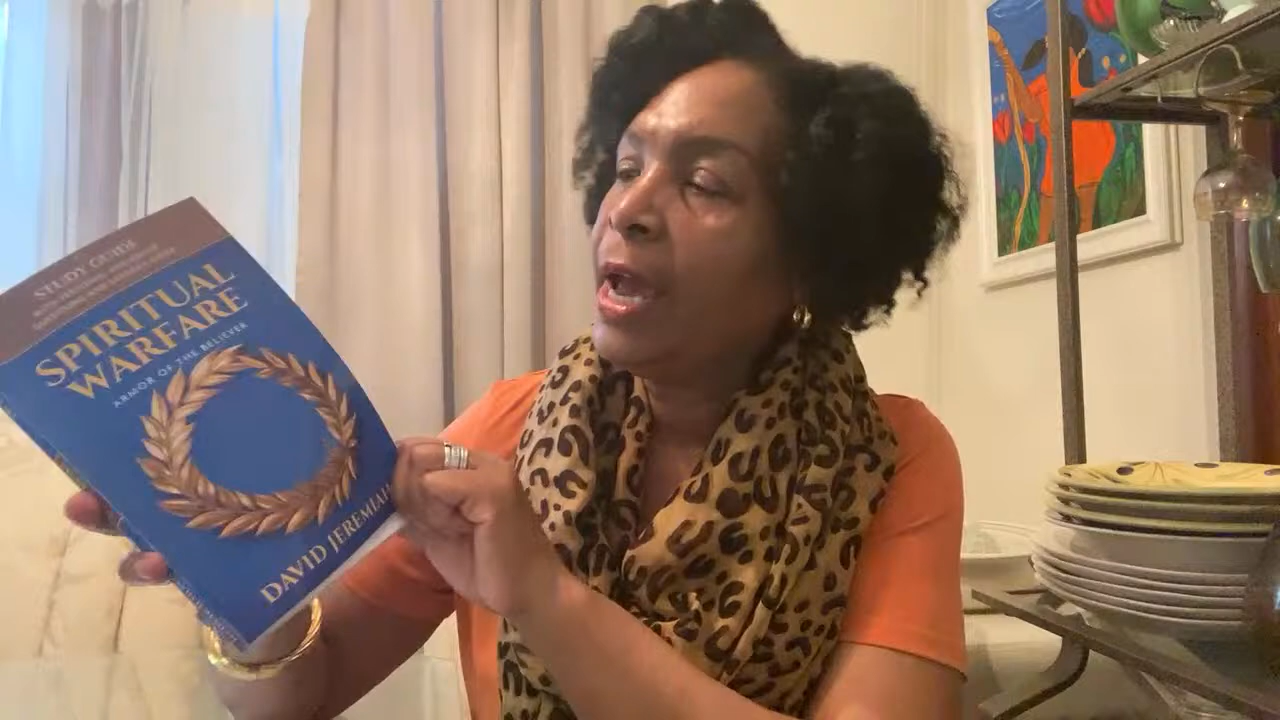 STUDY GUIDE
SPIRITUAL
WARFARE
ARMOR OF THE BELIEVER
DAVID JEREMIAH